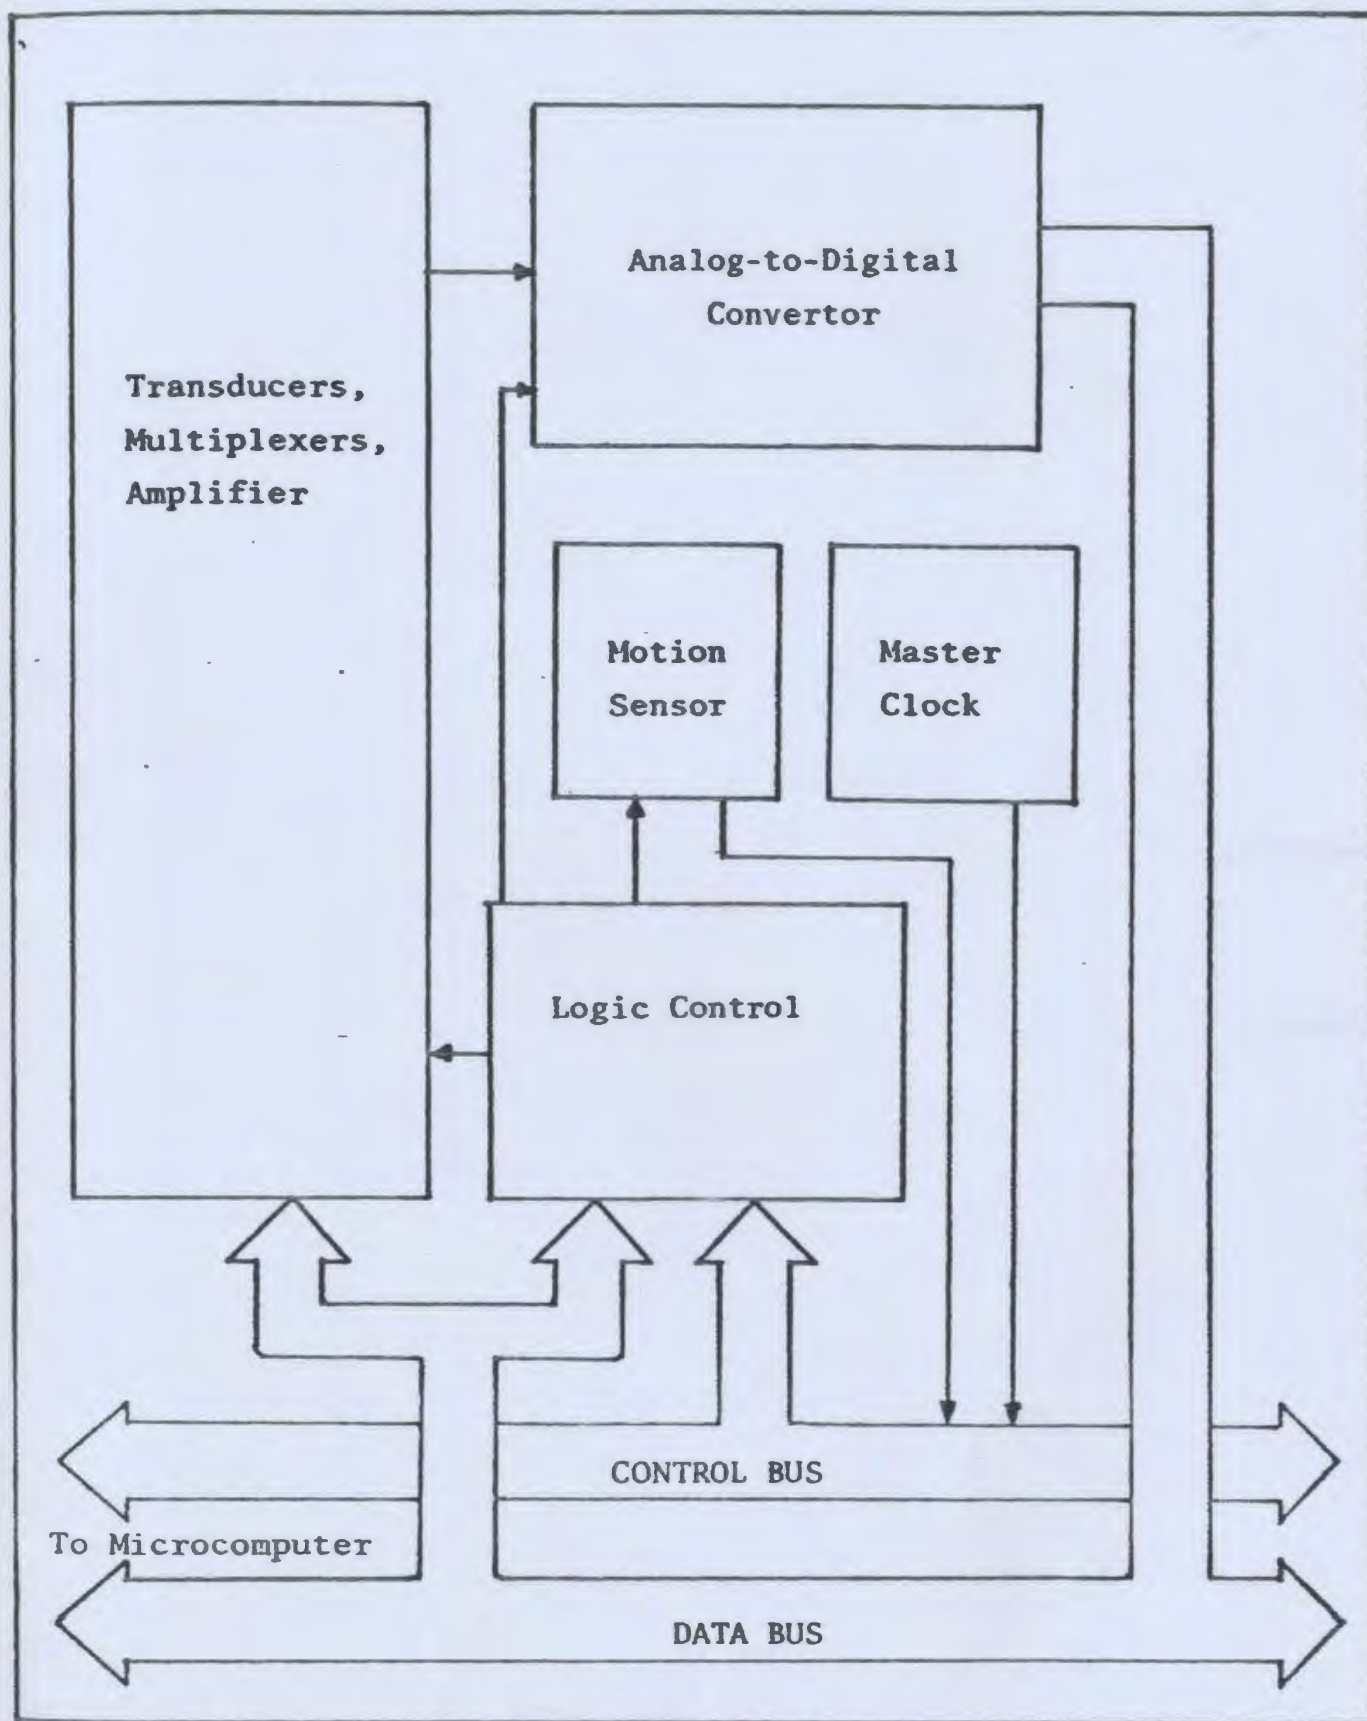 Analog-to-Digital
Convertor
Transducers,
Multiplexers,
Amplifier
Motion
Sensor
Master
Clock
Logic Control
CONTROL BUS
To Microcomputer
DATA BUS